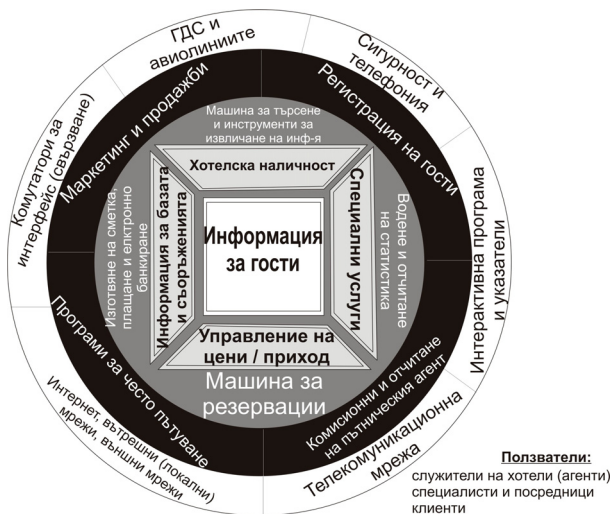 ГДС и
авиолиниите
Сигурност и
телефония
Комутатори за
интерфейс (свързване)
Маркетинг и продажби
Регистрация на гости
Машина за търсене
и инструменти за
извличане на инф-я
Хотелска наличност
Изготвяне на сметка,
плащане и елктронно
банкиране
Информация за базата
и съоръженията
Информация
за гости
Специални услуги
Водене и отчитане
на статистика
Интерактивна програма
и указатели
Управление на
цени / приход
Машина за
резервации
Програми за често пътуване
Комисионни и отчитане
на пътническия агент
Интернет, вътрешни (локални)
мрежи, външни мрежи
Телекомуникационна
мрежа
Ползватели:
служители на хотели (агенти)
специалисти и посредници
клиенти